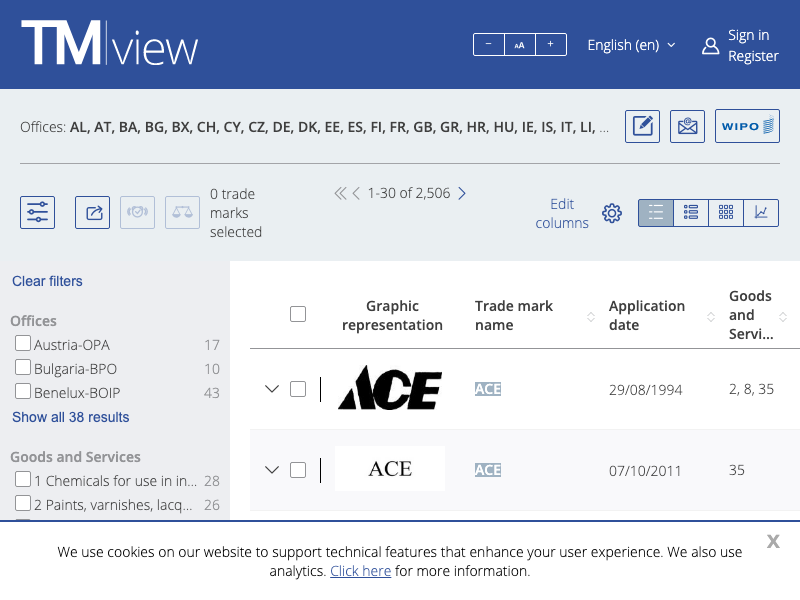 TM view
− AA +
English (en)
Sign in
Register
Offices: AL, AT, BA, BG, BX, CH, CY, CZ, DE, DK, EE, ES, FI, FR, GB, GR, HR, HU, IE, IS, IT, LI, ...
WIPO
0 trade
marks
selected
1-30 of 2,506
Edit
columns
Clear filters
Offices
Austria-OPA 17
Bulgaria-BPO 10
Benelux-BOIP 43
Show all 38 results
Goods and Services
1 Chemicals for use in in... 28
2 Paints, varnishes, lacq... 26
Graphic
representation
Trade mark
name
Application
date
Goods
and
Servi...
ACE
ACE
29/08/1994
2, 8, 35
ACE
ACE
07/10/2011
35
X
We use cookies on our website to support technical features that enhance your user experience. We also use
analytics. Click here for more information.